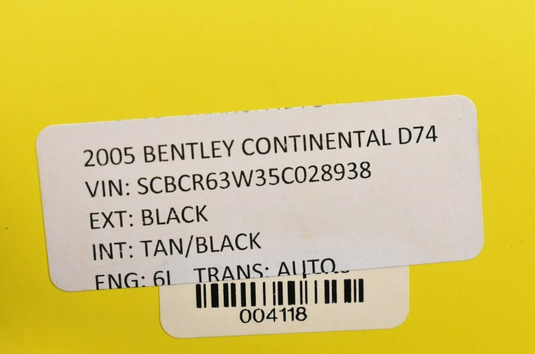 2005 BENTLEY CONTINENTAL D74
VIN: SCBCR63W35C028938
EXT: BLACK
INT: TAN/BLACK
ENG: 6L TRANS: AUTO
004118